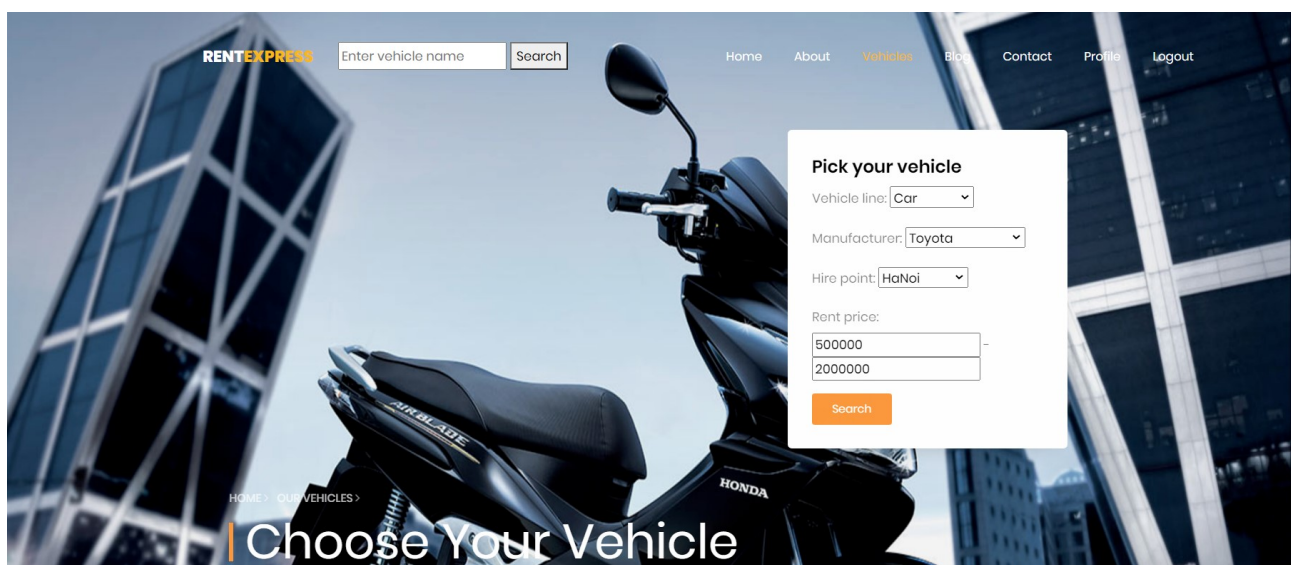 RENTEXPRESS Enter vehicle name Search Home About Vehicles Blog Contact Profile Logout
Pick your vehicle
Vehicle line: Car
Manufacturer: Toyota
Hire point: HaNoi
Rent price:
500000 -
2000000
Search
AIRBLADE
HONDA
HOME > OUR VEHICLES >
Choose Your Vehicle